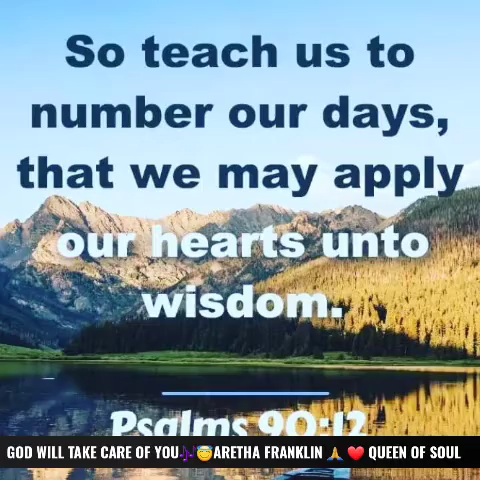 So teach us to
number our days,
that we may apply
our hearts unto
wisdom.
Psalms 90:12
GOD WILL TAKE CARE OF YOU🎶😇ARETHA FRANKLIN 🙏 ❤️ QUEEN OF SOUL